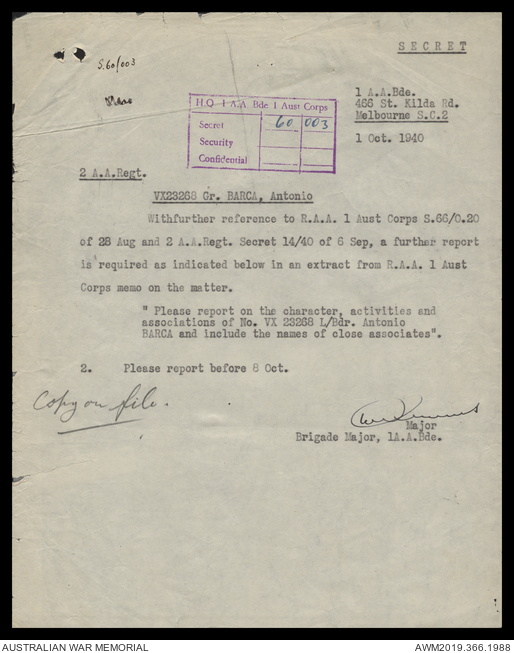 SECRET
S.60/003
1 A.A.Bde.
466 St. Kilda Rd.
Melbourne S.C.2
1 Oct. 1940
H.Q 1 A.A Bde 1 Aust Corps
Secret 60 003
Security
Confidential
2 A.A.Regt.
VX23268 Gr. BARCA, Antonio
Withfurther reference to R.A.A. 1 Aust Corps S.66/0.20
of 28 Aug and 2 A.A.Regt. Secret 14/40 of 6 Sep, a further report
is required as indicated below in an extract from R.A.A. 1 Aust
Corps memo on the matter.
" Please report on the character, activities and
associations of No. VX 23268 L/Bdr. Antonio
BARCA and include the names of close associates".
2. Please report before 8 Oct.
Copy on file.
Major
Brigade Major, 1A.A.Bde.
AUSTRALIAN WAR MEMORIAL
AWM2019.366.1988